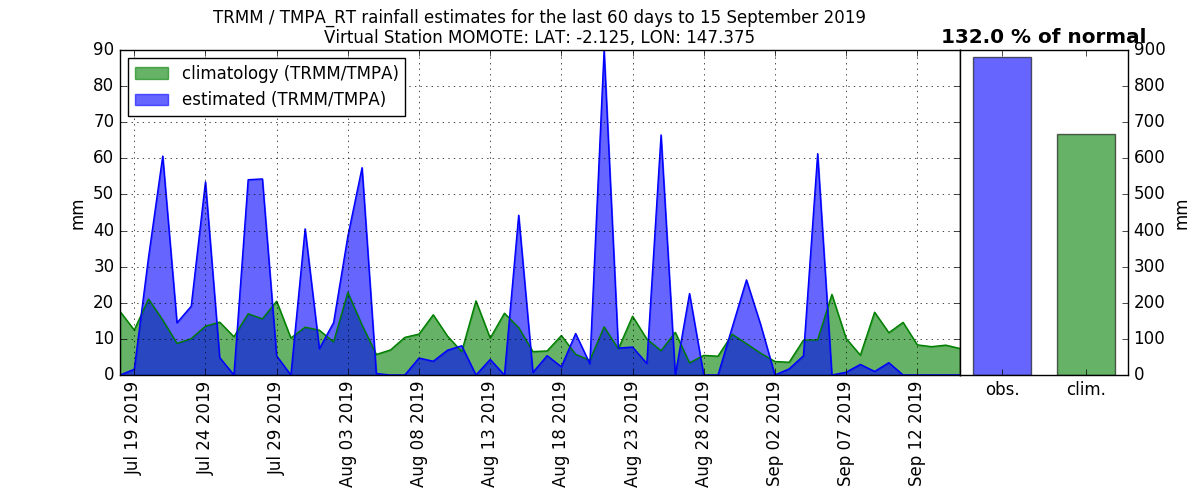 TRMM / TMPA_RT rainfall estimates for the last 60 days to 15 September 2019
Virtual Station MOMOTE: LAT: -2.125, LON: 147.375
132.0 % of normal
climatology (TRMM/TMPA)
estimated (TRMM/TMPA)
90
80
70
60
50
40
30
20
10
0
mm
Jul 19 2019
Jul 24 2019
Jul 29 2019
Aug 03 2019
Aug 08 2019
Aug 13 2019
Aug 18 2019
Aug 23 2019
Aug 28 2019
Sep 02 2019
Sep 07 2019
Sep 12 2019
obs.
clim.
900
800
700
600
500
400
300
200
100
0
mm